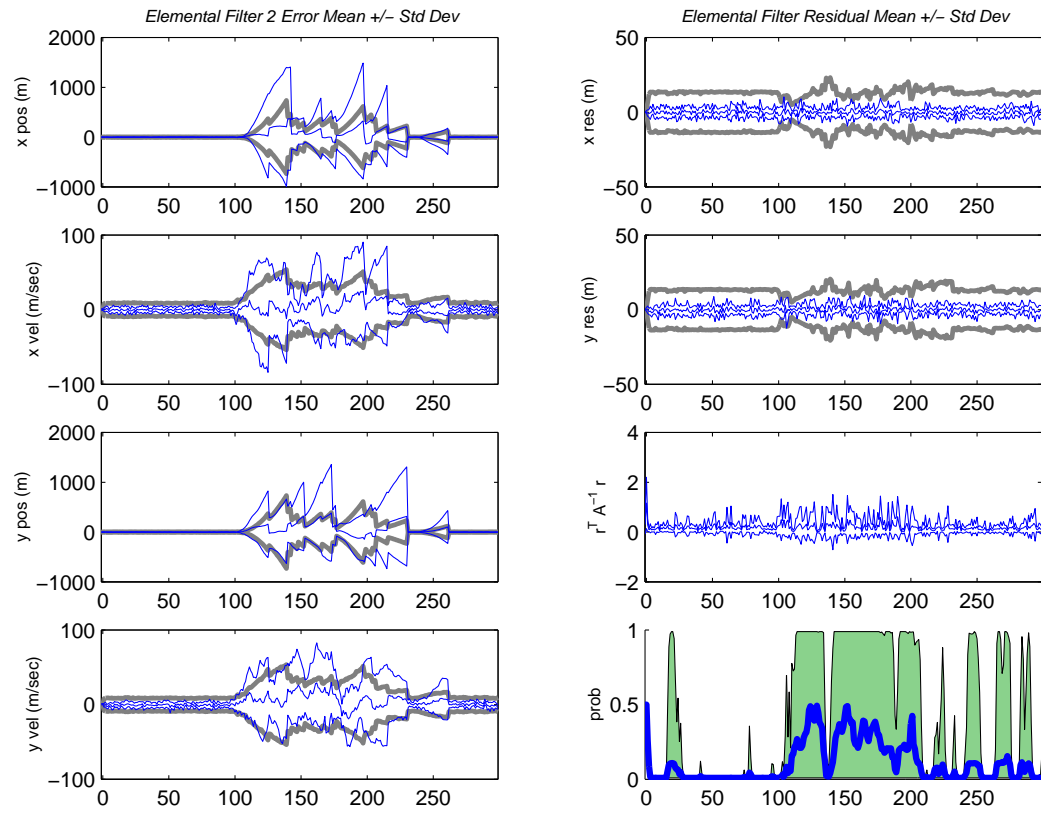 Elemental Filter 2 Error Mean +/− Std Dev
x pos (m)
2000
1000
0
−1000
0 50 100 150 200 250
x vel (m/sec)
100
0
−100
0 50 100 150 200 250
y pos (m)
2000
1000
0
−1000
0 50 100 150 200 250
y vel (m/sec)
100
0
−100
0 50 100 150 200 250
Elemental Filter Residual Mean +/− Std Dev
x res (m)
50
0
−50
0 50 100 150 200 250
y res (m)
50
0
−50
0 50 100 150 200 250
r^T A^−1 r
4
2
0
−2
0 50 100 150 200 250
prob
1
0.5
0
0 50 100 150 200 250